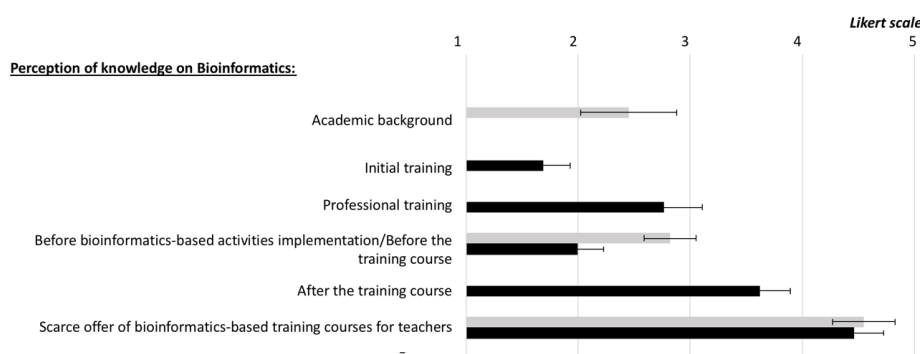 Likert scale
1 2 3 4 5
Perception of knowledge on Bioinformatics:
Academic background
Initial training
Professional training
Before bioinformatics-based activities implementation/Before the
training course
After the training course
Scarce offer of bioinformatics-based training courses for teachers